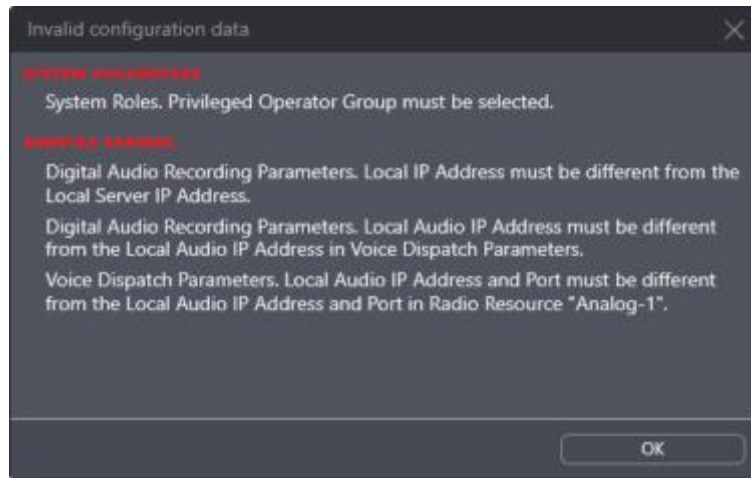 Invalid configuration data
SYSTEM PARAMETERS
System Roles. Privileged Operator Group must be selected.
Digital Audio Recording Parameters. Local IP Address must be different from the
Local Server IP Address.
Digital Audio Recording Parameters. Local Audio IP Address must be different
from the Local Audio IP Address in Voice Dispatch Parameters.
Voice Dispatch Parameters. Local Audio IP Address and Port must be different
from the Local Audio IP Address and Port in Radio Resource "Analog-1".
OK